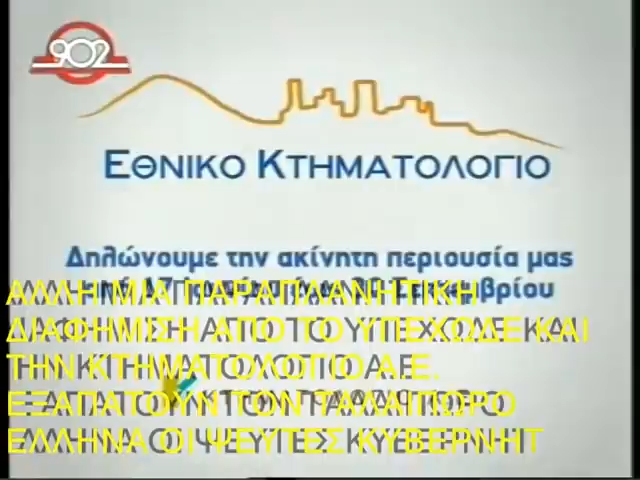 902
ΕΘΝΙΚΟ ΚΤΗΜΑΤΟΛΟΓΙΟ
Δηλώνουμε την ακίνητη περιουσία μας
ΑΛΛΗ ΜΙΑ ΠΑΡΑΠΛΑΝΗΤΙΚΗ
ΔΙΑΦΗΜΙΣΗ ΑΠΟ ΤΟ ΥΠΕΧΩΔΕ ΚΑΙ
ΤΗΝ ΚΤΗΜΑΤΟΛΟΓΙΟ Α.Ε.
ΕΞΑΠΑΤΟΥΝ ΤΟΝ ΤΑΛΑΙΠΩΡΟ
ΕΛΛΗΝΑ ΟΙ ΨΕΥΤΕΣ ΚΥΒΕΡΝΗΤ